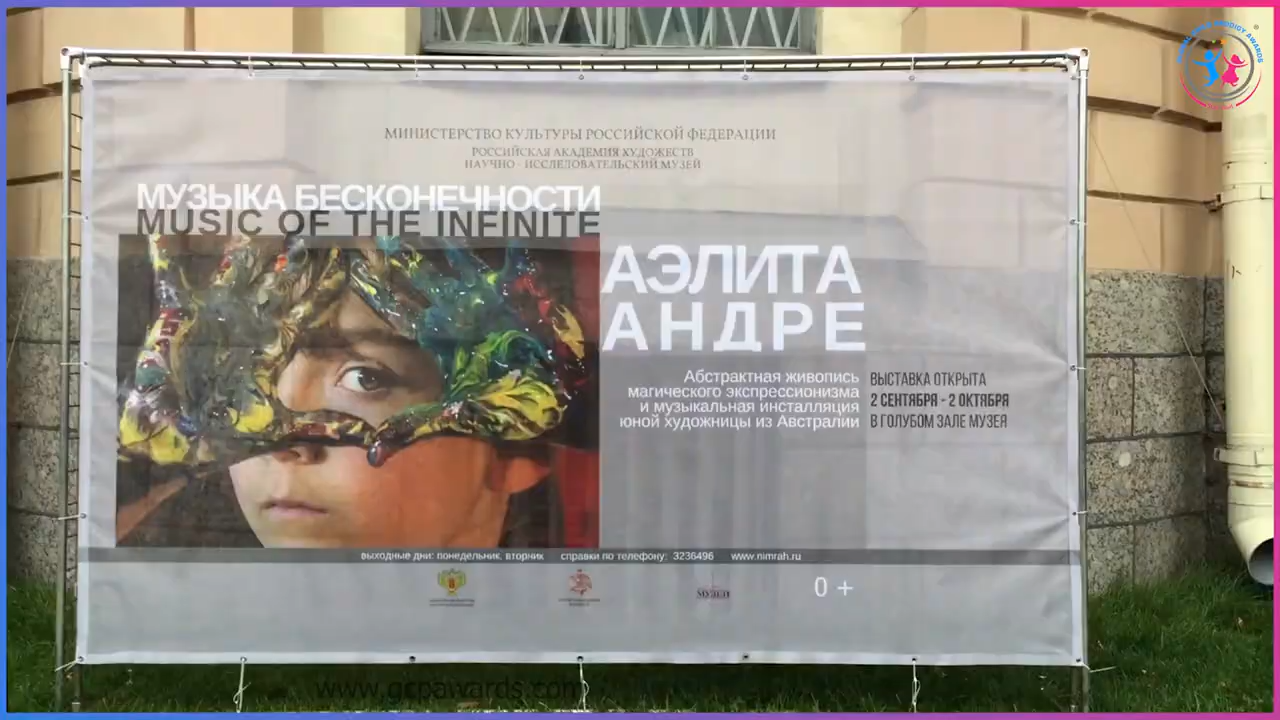 МИНИСТЕРСТВО КУЛЬТУРЫ РОССИЙСКОЙ ФЕДЕРАЦИИ
РОССИЙСКАЯ АКАДЕМИЯ ХУДОЖЕСТВ
НАУЧНО - ИССЛЕДОВАТЕЛЬСКИЙ МУЗЕЙ
МУЗЫКА БЕСКОНЕЧНОСТИ
MUSIC OF THE INFINITE
АЭЛИТА
АНДРЕ
Абстрактная живопись
магического экспрессионизма
и музыкальная инсталляция
юной художницы из Австралии
ВЫСТАВКА ОТКРЫТА
2 СЕНТЯБРЯ - 2 ОКТЯБРЯ
В ГОЛУБОМ ЗАЛЕ МУЗЕЯ
выходные дни: понедельник, вторник справки по телефону: 3236496 www.nimrah.ru
МУЗЕЙ
0 +
www.gcpawards.com